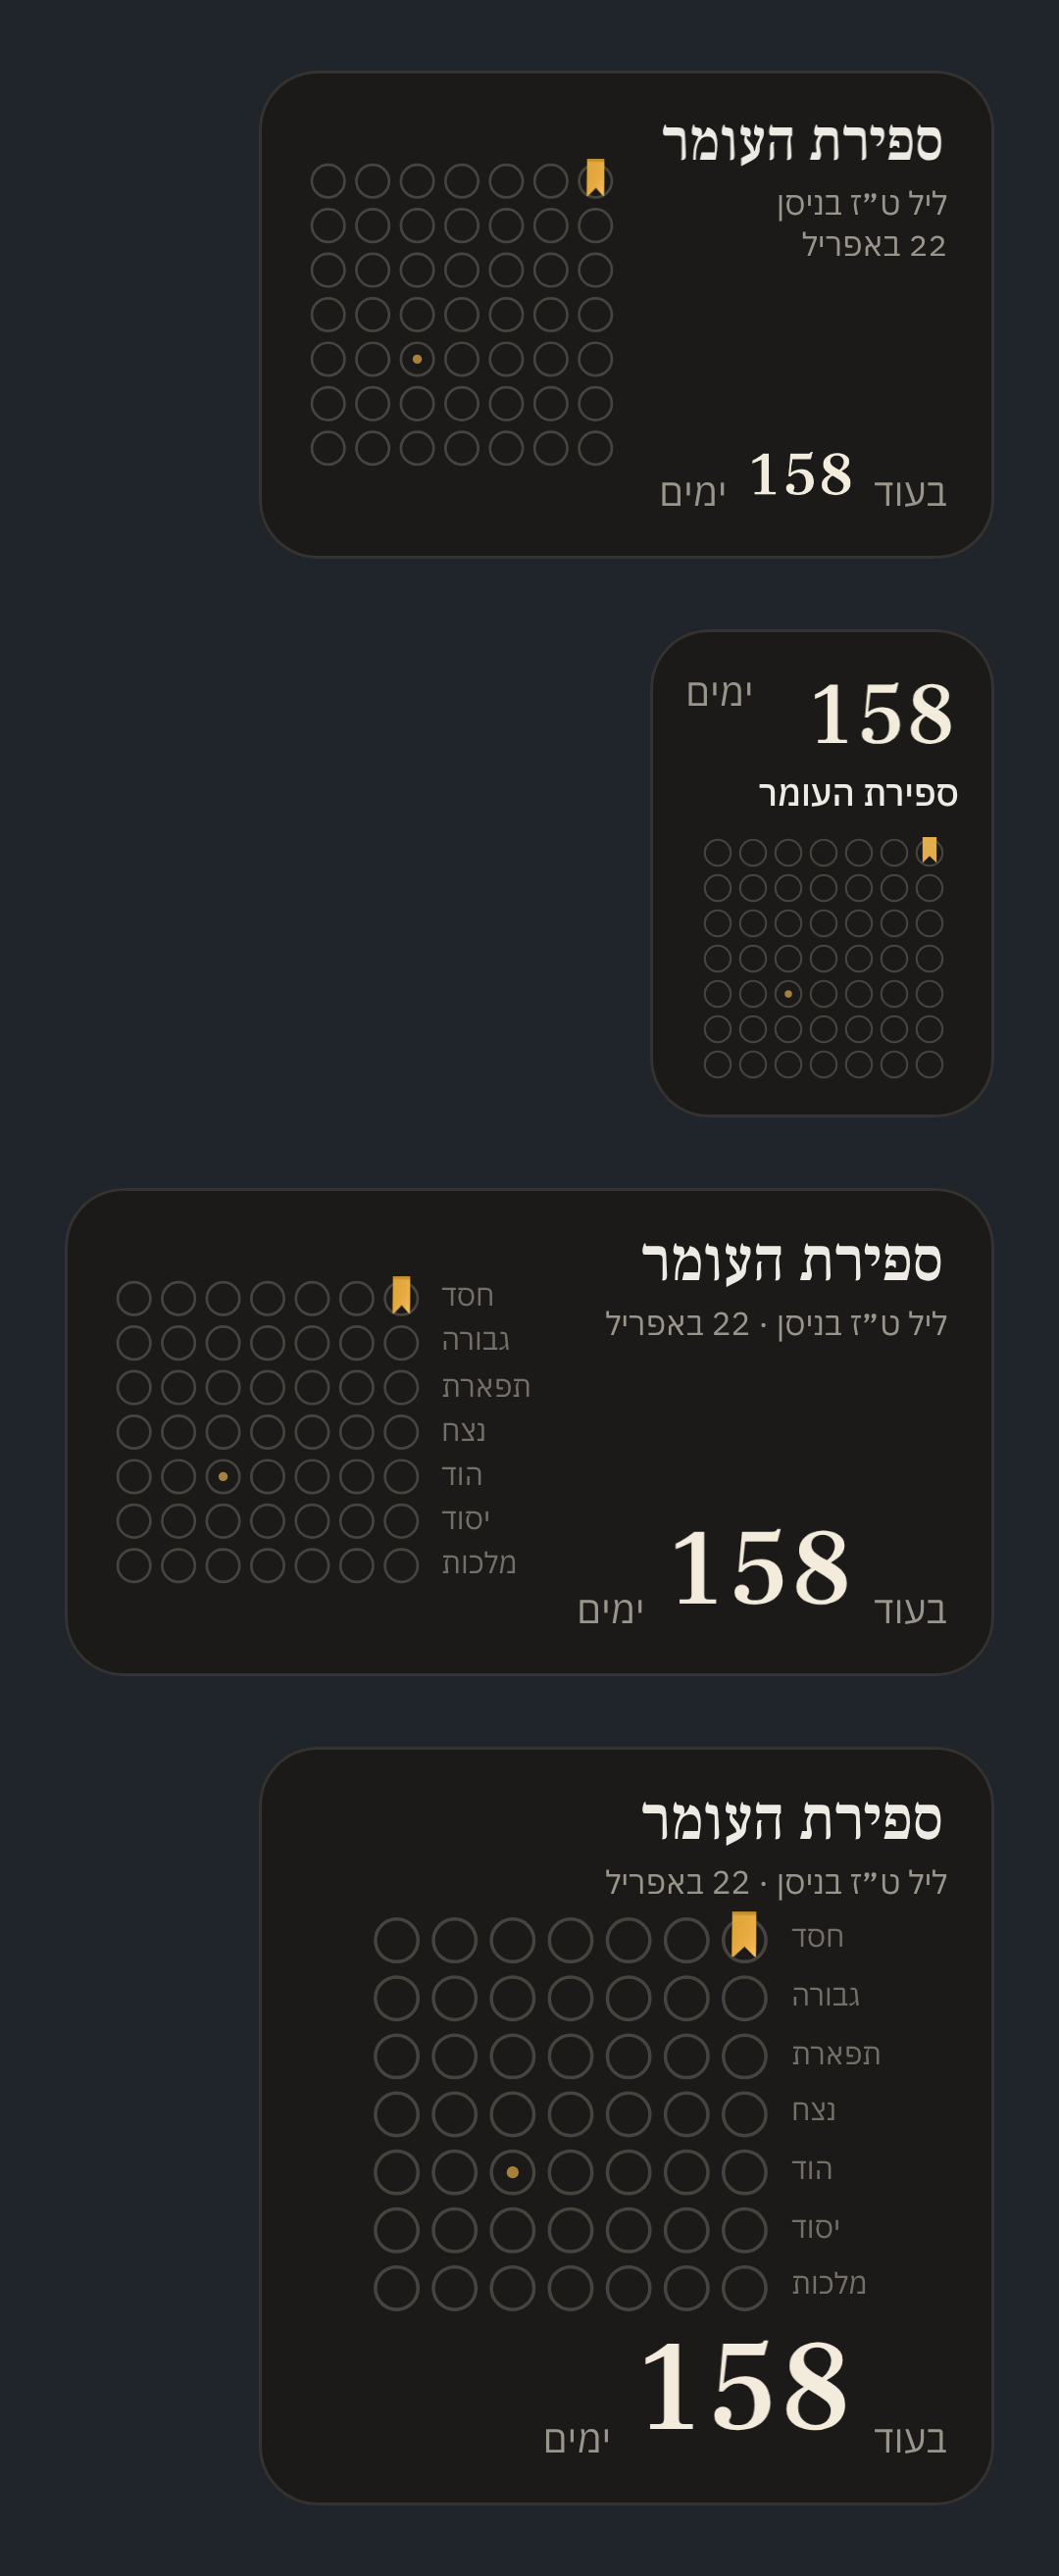 ספירת העומר
ליל ט״ז בניסן
22 באפריל
בעוד 158 ימים
158 ימים
ספירת העומר
ספירת העומר
ליל ט״ז בניסן · 22 באפריל
חסד
גבורה
תפארת
נצח
הוד
יסוד
מלכות
בעוד 158 ימים
ספירת העומר
ליל ט״ז בניסן · 22 באפריל
חסד
גבורה
תפארת
נצח
הוד
יסוד
מלכות
בעוד 158 ימים